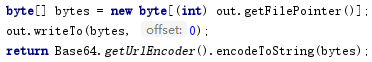 byte[] bytes = new byte[(int) out.getFilePointer()];
out.writeTo(bytes, offset: 0);
return Base64.getUrlEncoder().encodeToString(bytes);